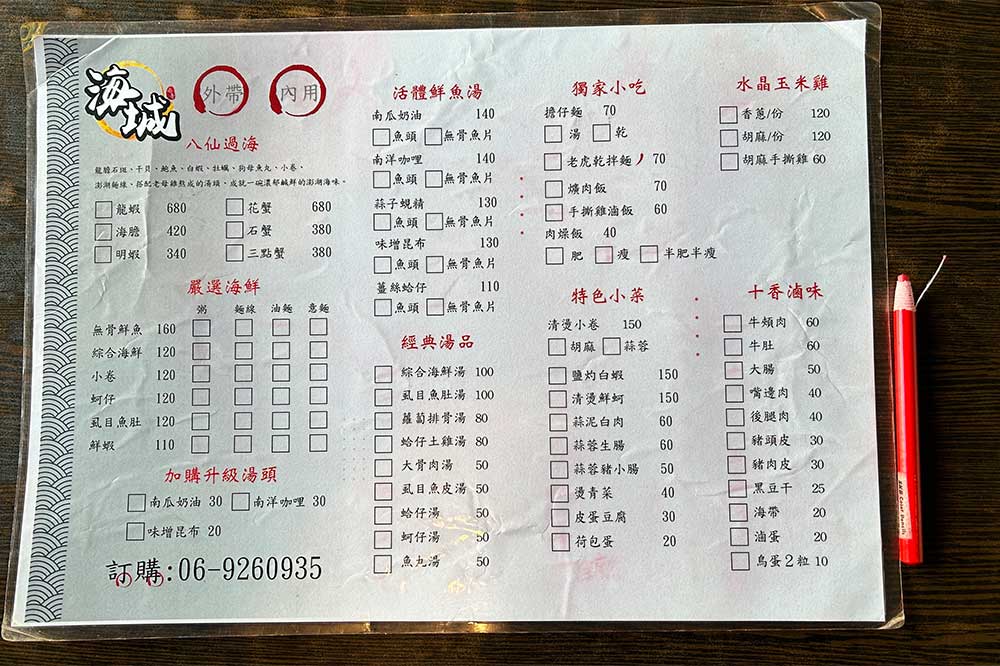 海城
外帶 內用
八仙過海
龍膽石斑、干貝、鮑魚、白蝦、牡蠣、狗母魚丸、小卷、
澎湖麵線、搭配老母雞熬成的湯頭、成就一碗濃郁鹹鮮的澎湖海味。
龍蝦 680 花蟹 680
海膽 420 石蟹 380
明蝦 340 三點蟹 380
嚴選海鮮
粥 麵線 油麵 意麵
無骨鮮魚 160
綜合海鮮 120
小卷 120
蚵仔 120
虱目魚肚 120
鮮蝦 110
加購升級湯頭
南瓜奶油 30 南洋咖哩 30
味增昆布 20
訂購:06-9260935
活體鮮魚湯
南瓜奶油 140
魚頭 無骨魚片
南洋咖哩 140
魚頭 無骨魚片
蒜子蜆精 130
魚頭 無骨魚片
味增昆布 130
魚頭 無骨魚片
薑絲蛤仔 110
魚頭 無骨魚片
經典湯品
綜合海鮮湯 100
虱目魚肚湯 100
蘿蔔排骨湯 80
蛤仔土雞湯 80
大骨肉湯 50
虱目魚皮湯 50
蛤仔湯 50
蚵仔湯 50
魚丸湯 50
獨家小吃
擔仔麵 70
湯 乾
老虎乾拌麵 70
爌肉飯 70
手撕雞滷飯 60
肉燥飯 40
肥 瘦 半肥半瘦
特色小菜
清燙小卷 150
胡麻 蒜蓉
鹽灼白蝦 150
清燙鮮蚵 150
蒜泥白肉 60
蒜蓉生腸 60
蒜蓉豬小腸 50
燙青菜 40
皮蛋豆腐 30
荷包蛋 20
水晶玉米雞
香蔥/份 120
胡麻/份 120
胡麻手撕雞 60
十香滷味
牛頰肉 60
牛肚 60
大腸 50
嘴邊肉 40
後腿肉 40
豬頭皮 30
豬肉皮 30
黑豆干 25
海帶 20
滷蛋 20
鳥蛋2粒 10